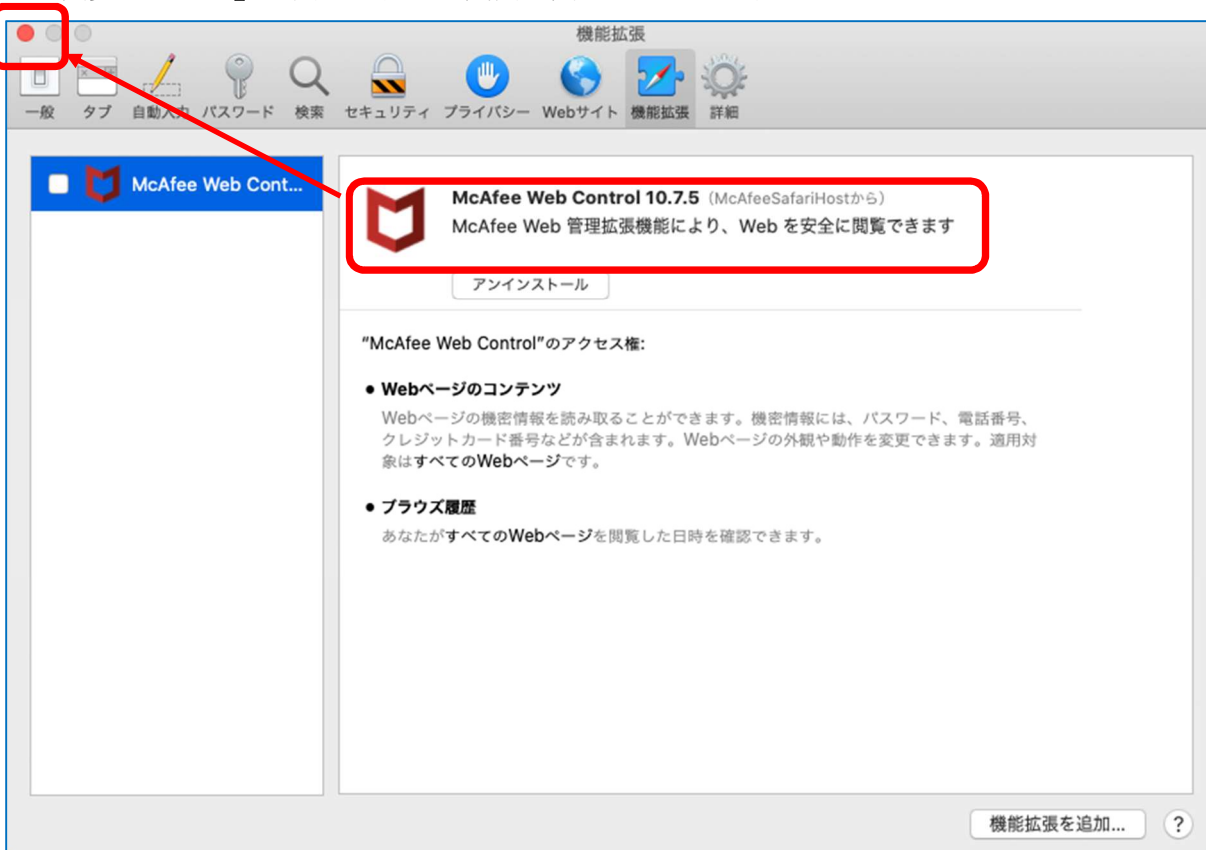 機能拡張
一般 タブ 自動入力 パスワード 検索 セキュリティ プライバシー Webサイト 機能拡張 詳細
McAfee Web Cont...
McAfee Web Control 10.7.5 (McAfeeSafariHostから)
McAfee Web 管理拡張機能により、Web を安全に閲覧できます
アンインストール
“McAfee Web Control”のアクセス権:
• Webページのコンテンツ
Webページの機密情報を読み取ることができます。機密情報には、パスワード、電話番号、
クレジットカード番号などが含まれます。Webページの外観や動作を変更できます。適用対
象はすべてのWebページです。
• ブラウズ履歴
あなたがすべてのWebページを閲覧した日時を確認できます。
機能拡張を追加... ?